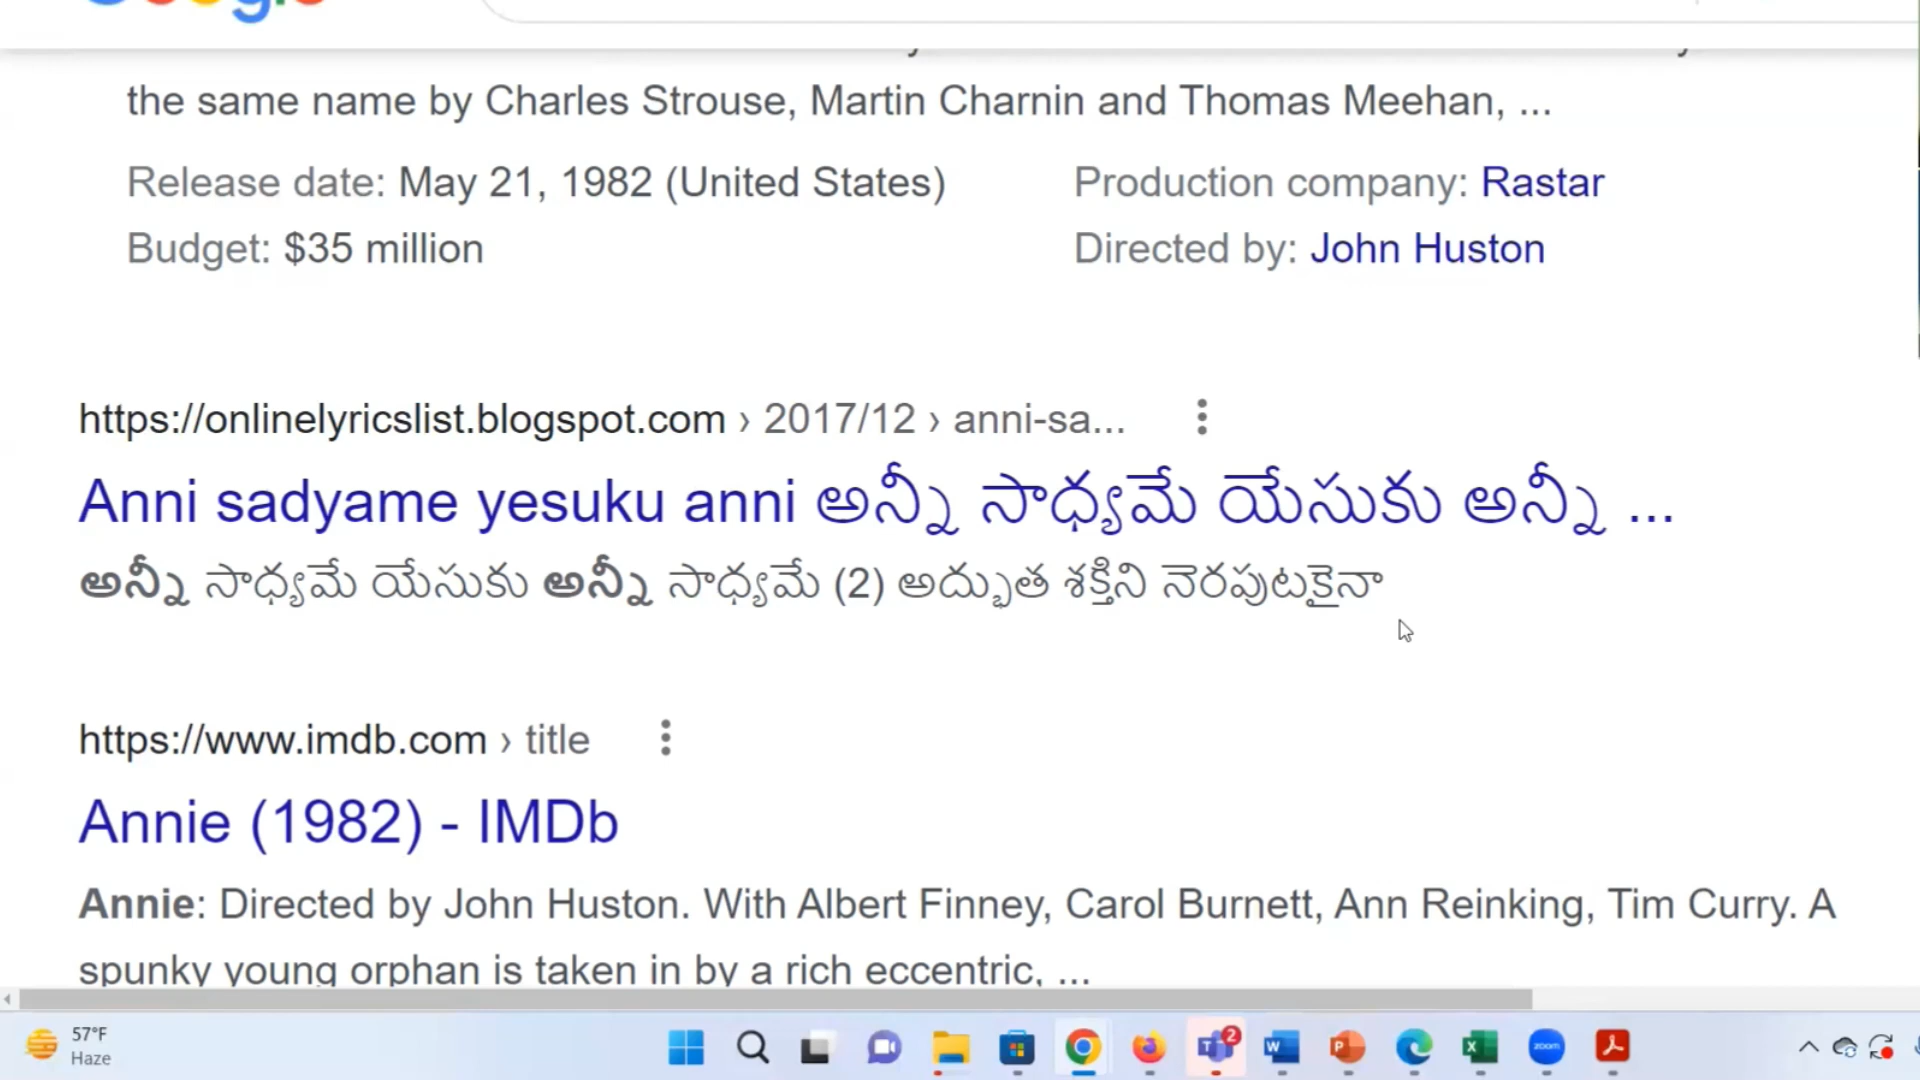 the same name by Charles Strouse, Martin Charnin and Thomas Meehan, ...
Release date: May 21, 1982 (United States)
Production company: Rastar
Budget: $35 million
Directed by: John Huston
https://onlinelyricslist.blogspot.com › 2017/12 › anni-sa...
Anni sadyame yesuku anni అన్నీ సాధ్యమే యేసుకు అన్నీ ...
అన్నీ సాధ్యమే యేసుకు అన్నీ సాధ్యమే (2) అద్భుత శక్తిని నెరపుటకైనా
https://www.imdb.com › title
Annie (1982) - IMDb
Annie: Directed by John Huston. With Albert Finney, Carol Burnett, Ann Reinking, Tim Curry. A
spunky young orphan is taken in by a rich eccentric, ...
57°F
Haze
2
zoom